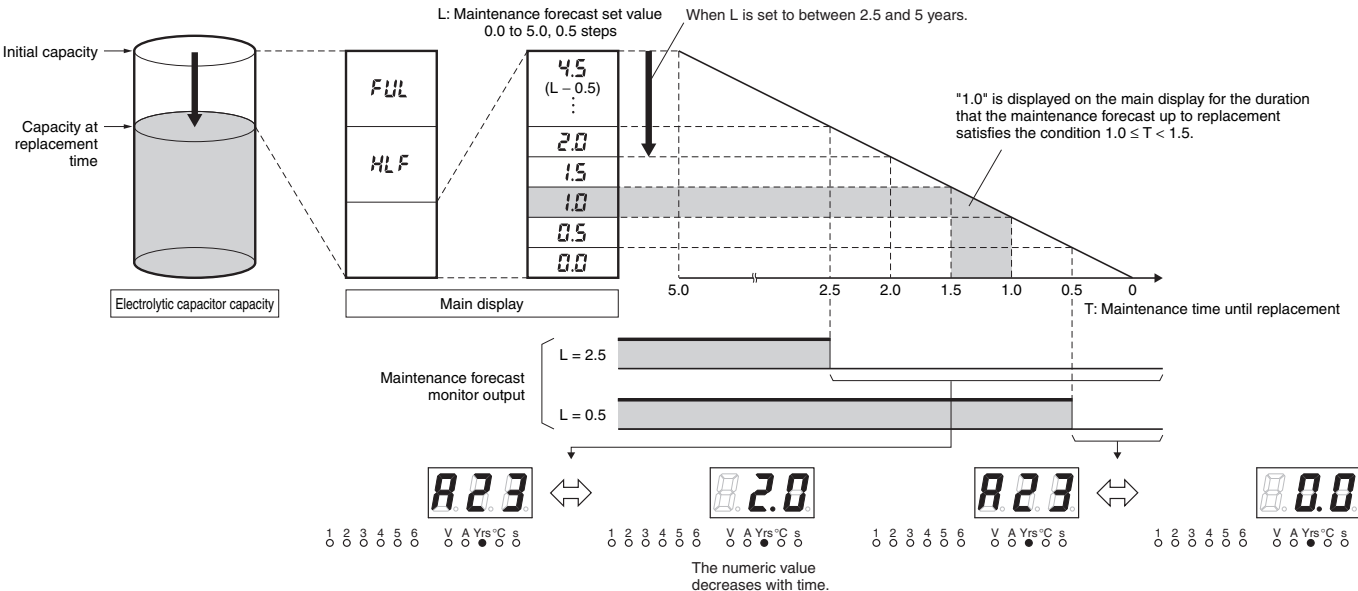 L: Maintenance forecast set value
0.0 to 5.0, 0.5 steps
When L is set to between 2.5 and 5 years.
Initial capacity
Capacity at
replacement
time
FUL
HLF
4.5
(L – 0.5)
⋮
2.0
1.5
1.0
0.5
0.0
"1.0" is displayed on the main display for the duration
that the maintenance forecast up to replacement
satisfies the condition 1.0 ≤ T < 1.5.
5.0 2.5 2.0 1.5 1.0 0.5 0
T: Maintenance time until replacement
Electrolytic capacitor capacity
Main display
Maintenance forecast
monitor output
L = 2.5
L = 0.5
A23
2.0
A23
0.0
1 2 3 4 5 6 V A Yrs °C s
1 2 3 4 5 6 V A Yrs °C s
1 2 3 4 5 6 V A Yrs °C s
1 2 3 4 5 6 V A Yrs °C s
The numeric value
decreases with time.